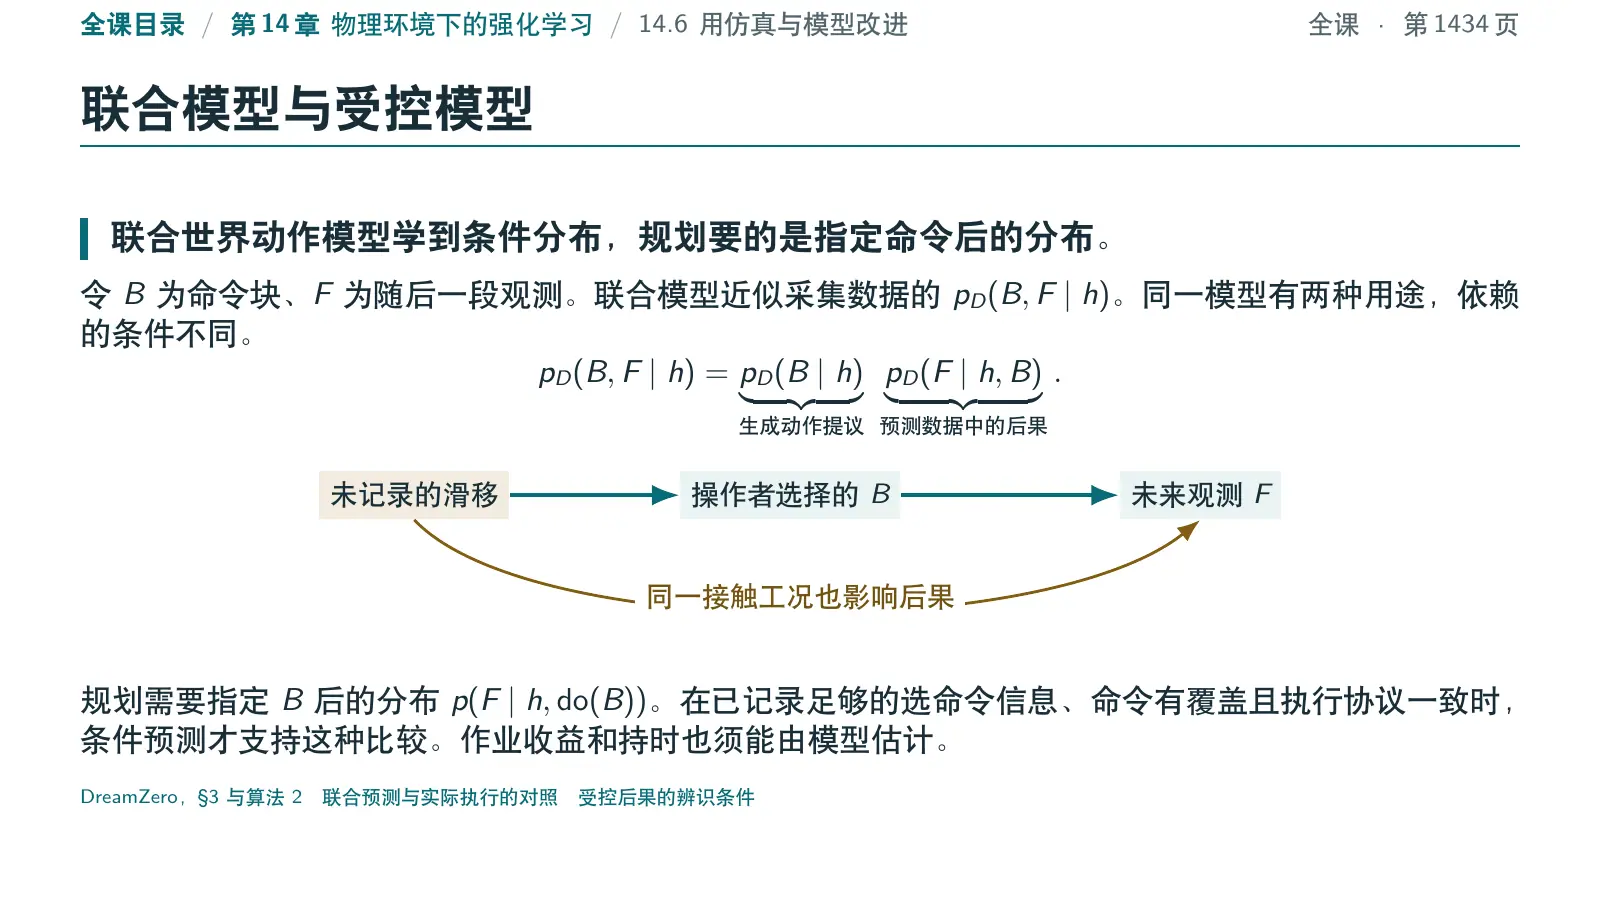 全课目录 / 第 14 章 物理环境下的强化学习 / 14.6 用仿真与模型改进
全课 · 第 1434 页
联合模型与受控模型
联合世界动作模型学到条件分布，规划要的是指定命令后的分布。
令 B 为命令块、F 为随后一段观测。联合模型近似采集数据的 p_D(B, F | h)。同一模型有两种用途，依赖
的条件不同。
p_D(B, F | h) = p_D(B | h) p_D(F | h, B) .
生成动作提议 预测数据中的后果
未记录的滑移 操作者选择的 B 未来观测 F
同一接触工况也影响后果
规划需要指定 B 后的分布 p(F | h, do(B))。在已记录足够的选命令信息、命令有覆盖且执行协议一致时，
条件预测才支持这种比较。作业收益和持时也须能由模型估计。
DreamZero，§3 与算法 2 联合预测与实际执行的对照 受控后果的辨识条件